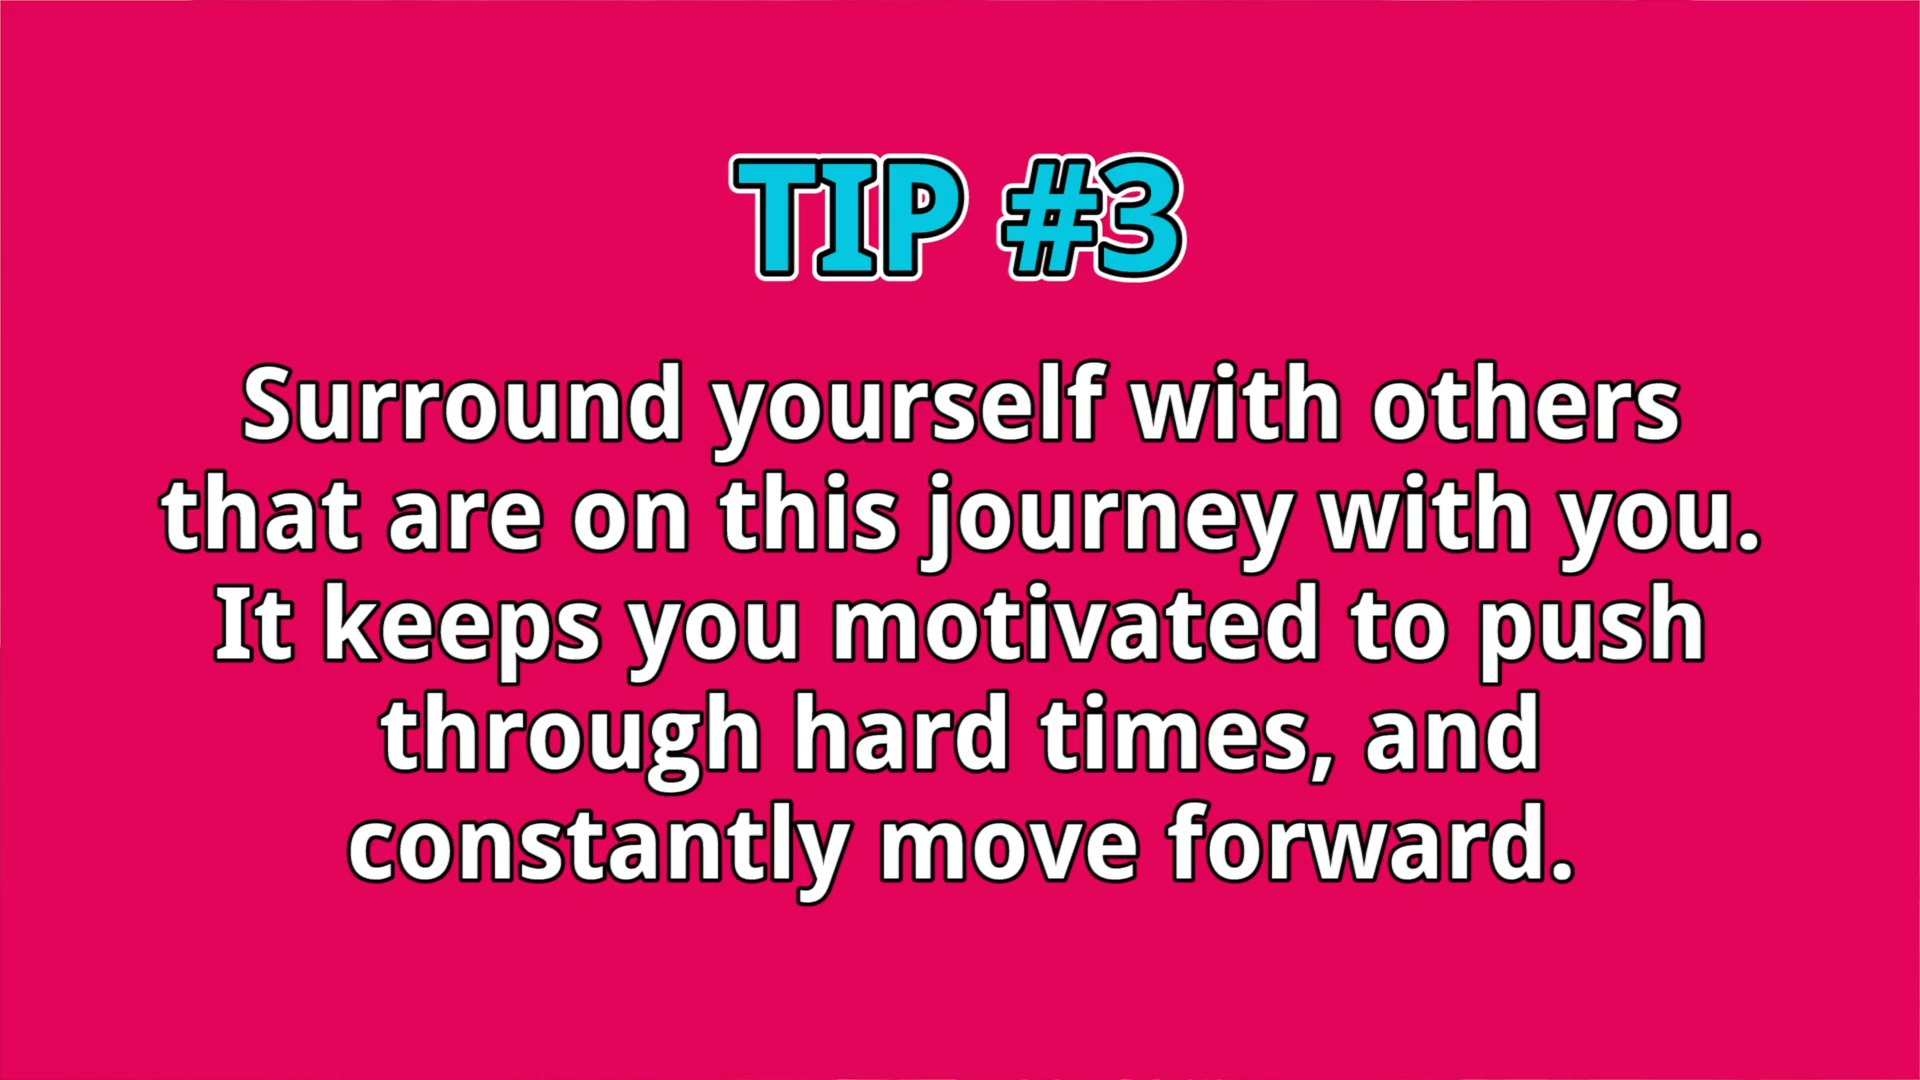 TIP #3
Surround yourself with others
that are on this journey with you.
It keeps you motivated to push
through hard times, and
constantly move forward.